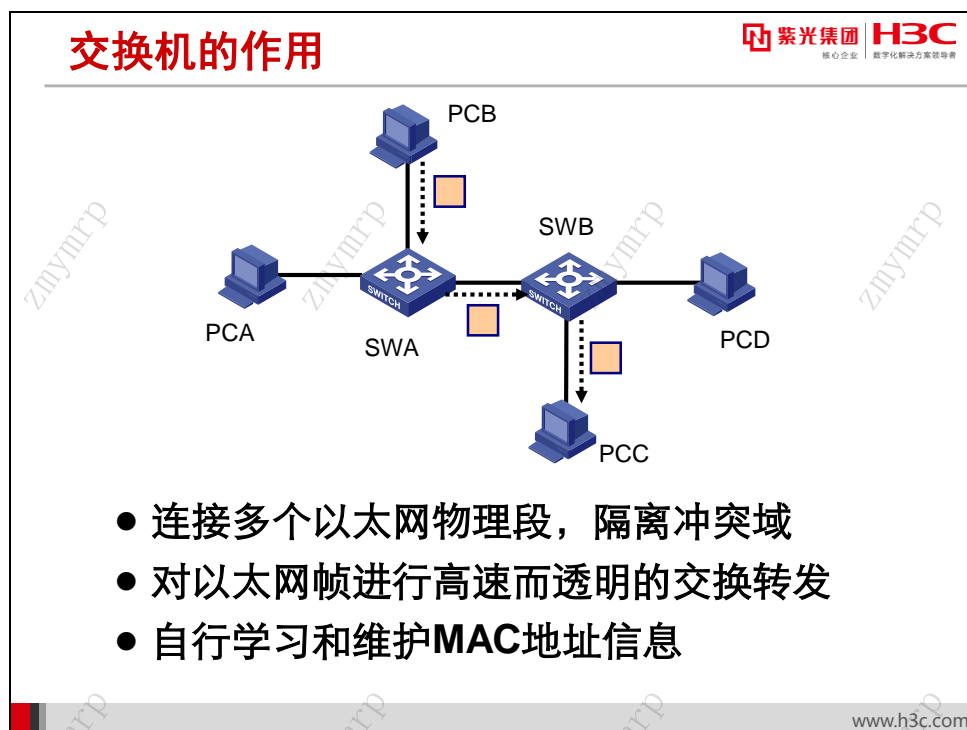 交换机的作用
紫光集团 H3C
核心企业 数字化解决方案领导者
PCB
SWB
PCA
SWITCH
SWITCH
SWA
PCD
PCC
● 连接多个以太网物理段，隔离冲突域
● 对以太网帧进行高速而透明的交换转发
● 自行学习和维护MAC地址信息
zmymrp
zmymrp
zmymrp
zmymrp
www.h3c.com